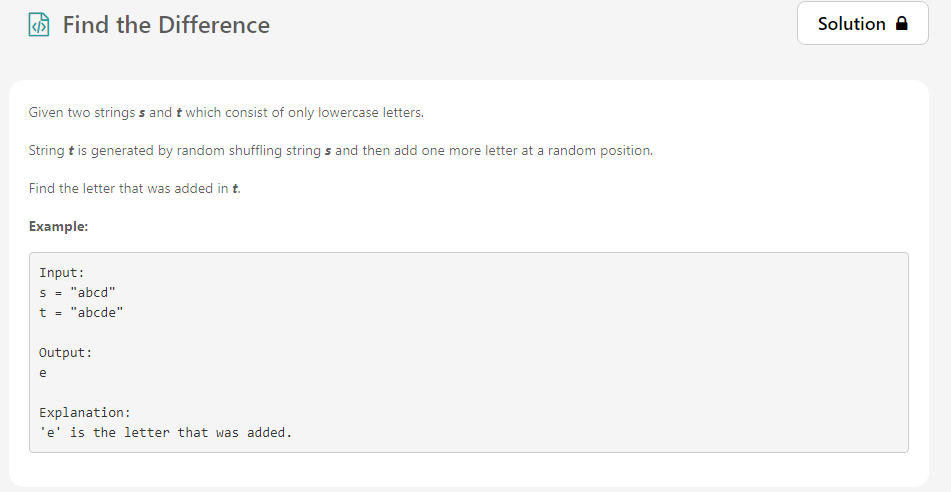 Find the Difference
Solution
Given two strings s and t which consist of only lowercase letters.
String t is generated by random shuffling string s and then add one more letter at a random position.
Find the letter that was added in t.
Example:
Input:
s = "abcd"
t = "abcde"
Output:
e
Explanation:
'e' is the letter that was added.